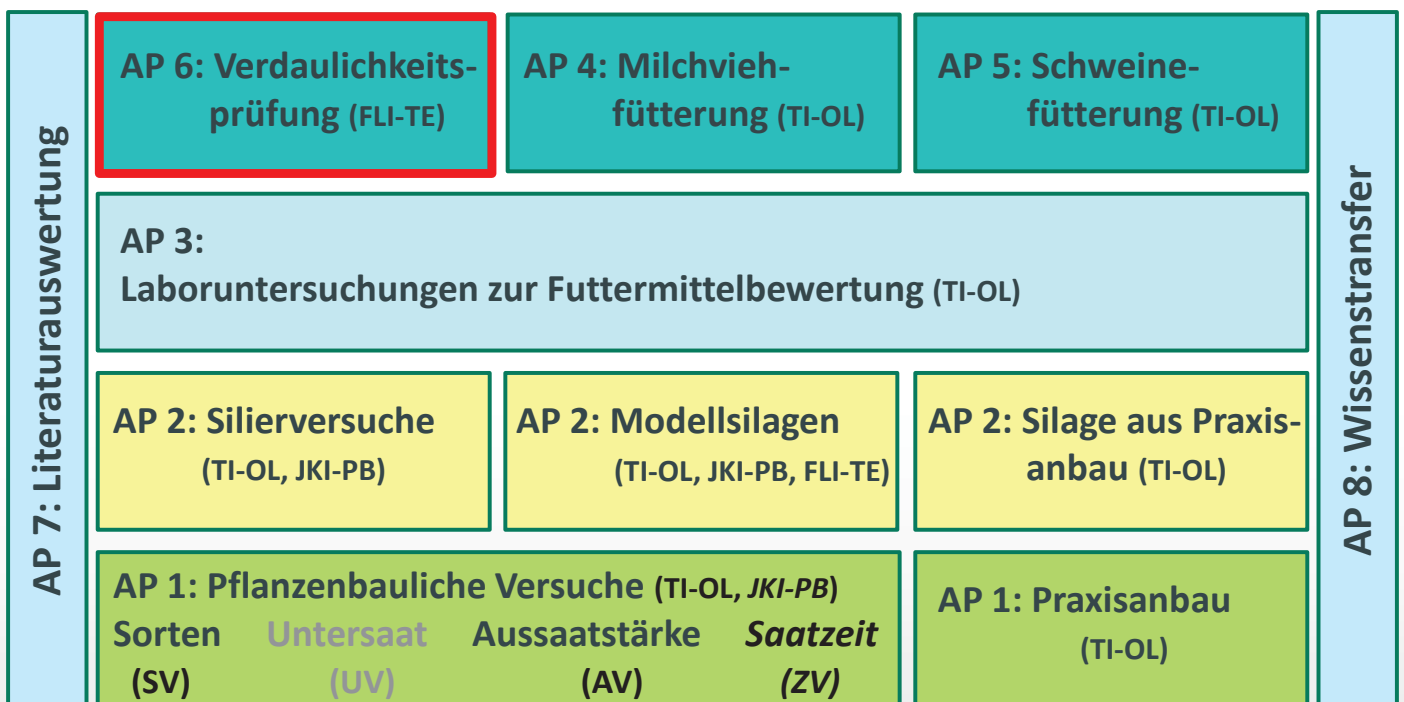 AP 7: Literaturauswertung
AP 6: Verdaulichkeits-
prüfung (FLI-TE)
AP 4: Milchvieh-
fütterung (TI-OL)
AP 5: Schweine-
fütterung (TI-OL)
AP 3:
Laboruntersuchungen zur Futtermittelbewertung (TI-OL)
AP 2: Silierversuche
(TI-OL, JKI-PB)
AP 2: Modellsilagen
(TI-OL, JKI-PB, FLI-TE)
AP 2: Silage aus Praxis-
anbau (TI-OL)
AP 1: Pflanzenbauliche Versuche (TI-OL, JKI-PB)
Sorten Untersaat Aussaatstärke Saatzeit
(SV) (UV) (AV) (ZV)
AP 1: Praxisanbau
(TI-OL)
AP 8: Wissenstransfer